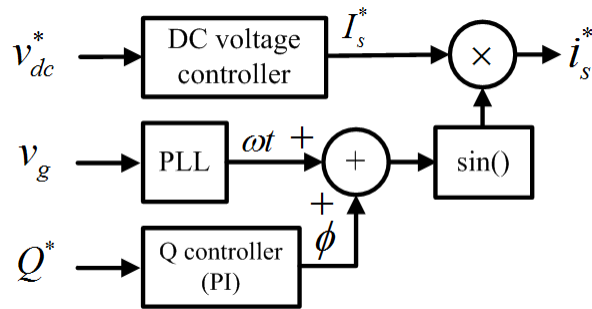 v*dc
DC voltage
controller
I*s
×
i*s
vg
PLL
ωt
+
+
sin()
+
ϕ
Q*
Q controller
(PI)